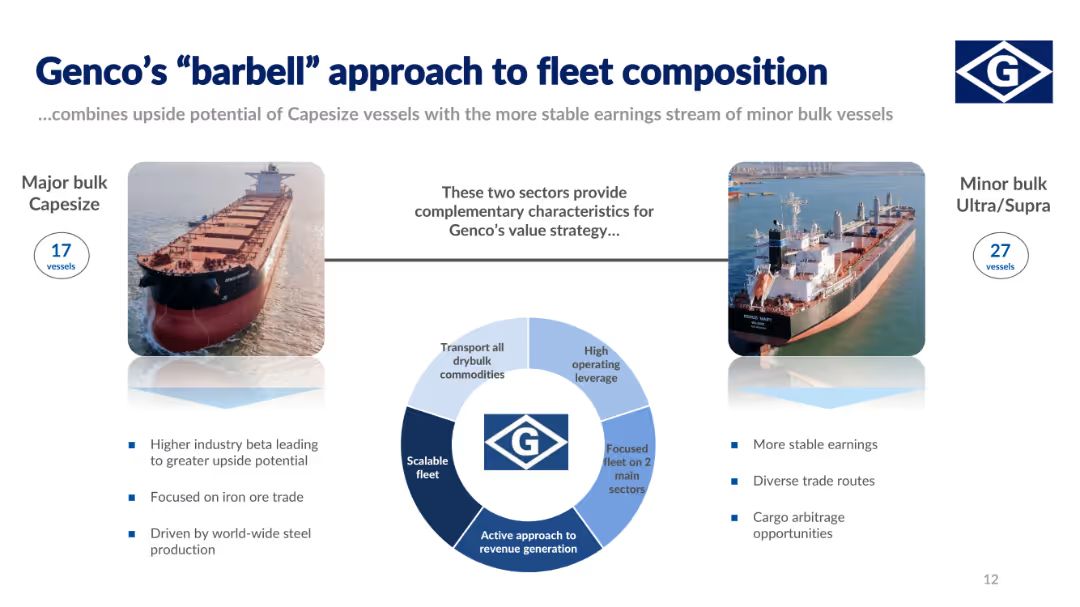 Genco's “barbell” approach to fleet composition
...combines upside potential of Capesize vessels with the more stable earnings stream of minor bulk vessels
G
Major bulk
Capesize
17
vessels
These two sectors provide
complementary characteristics for
Genco's value strategy...
Minor bulk
Ultra/Supra
27
vessels
Transport all
drybulk
commodities
High
operating
leverage
Scalable
fleet
G
Focused
fleet on 2
main
sectors
Active approach to
revenue generation
Higher industry beta leading
to greater upside potential
Focused on iron ore trade
Driven by world-wide steel
production
More stable earnings
Diverse trade routes
Cargo arbitrage
opportunities
12